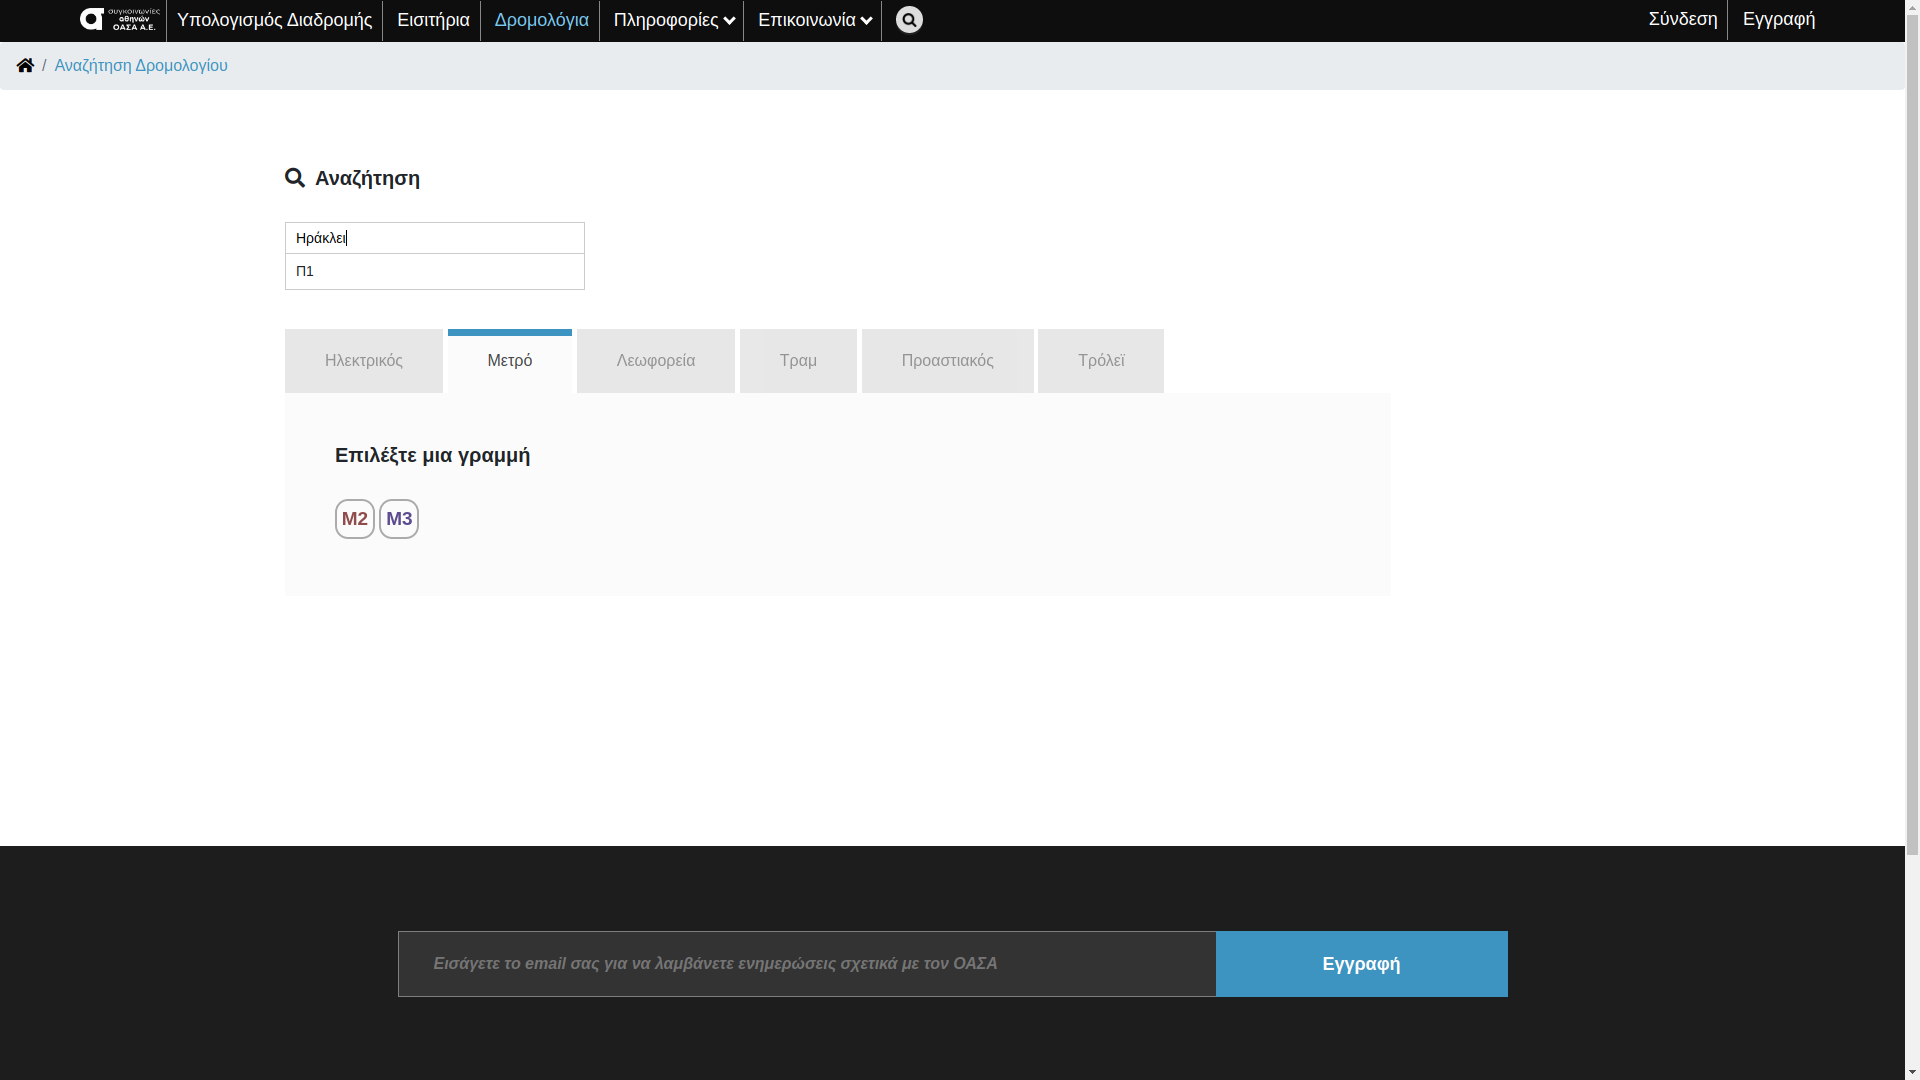 συγκοινωνίες
αθηνών
ΟΑΣΑ Α.Ε.
Υπολογισμός Διαδρομής
Εισιτήρια
Δρομολόγια
Πληροφορίες
Επικοινωνία
Σύνδεση
Εγγραφή
/ Αναζήτηση Δρομολογίου
Αναζήτηση
Ηράκλει
Π1
Ηλεκτρικός
Μετρό
Λεωφορεία
Τραμ
Προαστιακός
Τρόλεϊ
Επιλέξτε μια γραμμή
Μ2 Μ3
Εισάγετε το email σας για να λαμβάνετε ενημερώσεις σχετικά με τον ΟΑΣΑ
Εγγραφή